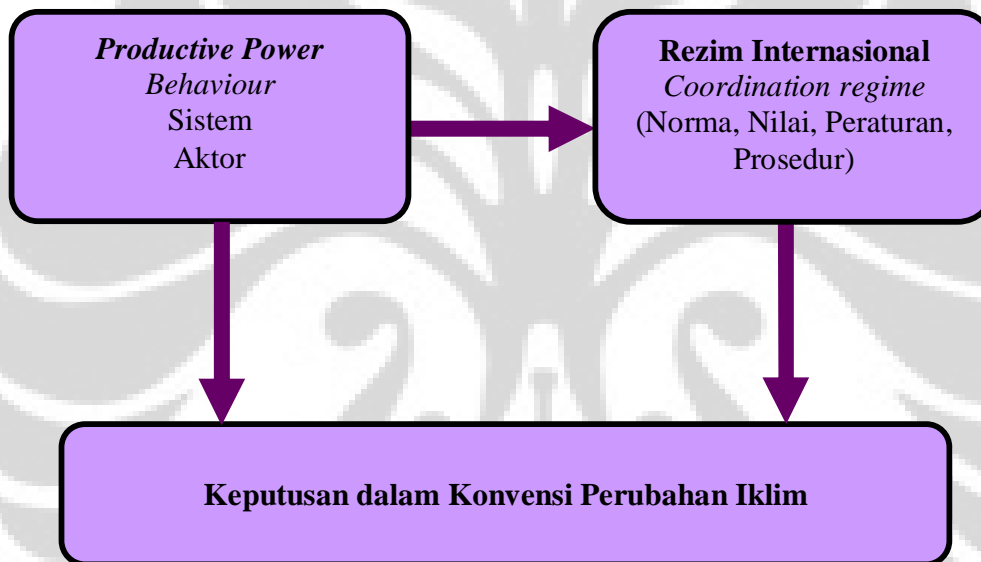 Productive Power
Behaviour
Sistem
Aktor
Rezim Internasional
Coordination regime
(Norma, Nilai, Peraturan,
Prosedur)
Keputusan dalam Konvensi Perubahan Iklim